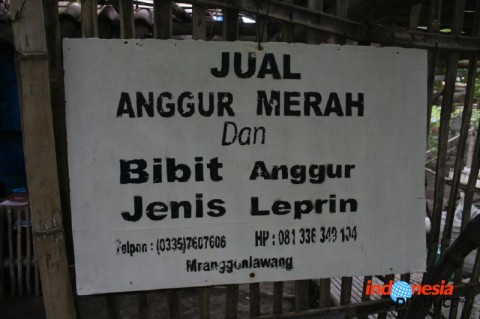 JUAL
ANGGUR MERAH
Dan
Bibit Anggur
Jenis Leprin
Telpon : (0335)7607606 HP : 081 336 349 104
Mranggonlawang
indonesia